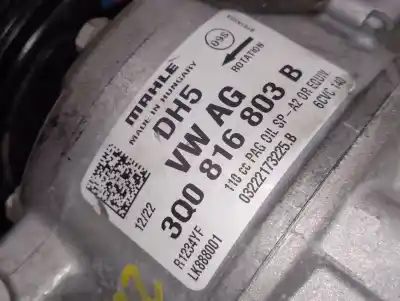 MAHLE
MADE IN HUNGARY
DH5
VW AG
3Q0 816 803 B
110 cc PAG OIL SP-A2 OR EQUIV
6CVC 140
03222173225.B
12/22
R1234YF
LK888001
ROTATION